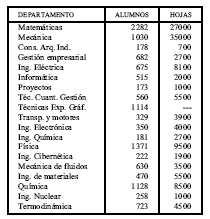 DEPARTAMENTO ALUMNOS HOJAS
Matemáticas 2282 27000
Mecánica 1030 35000
Cons. Arq. Ind. 178 700
Gestión empresarial 682 2700
Ing. Eléctrica 675 8100
Informática 515 2000
Proyectos 173 1000
Téc. Cuant. Gestión 560 5500
Técnicas Exp. Gráf. 1114 ---
Transp. y motores 329 3900
Ing. Electrónica 350 4000
Ing. Química 181 2700
Física 1371 9500
Ing. Cibernética 222 1900
Mecánica de fluidos 630 3500
Ing. de materiales 470 5500
Química 1128 8500
Ing. Nuclear 258 1000
Termodinámica 723 4500